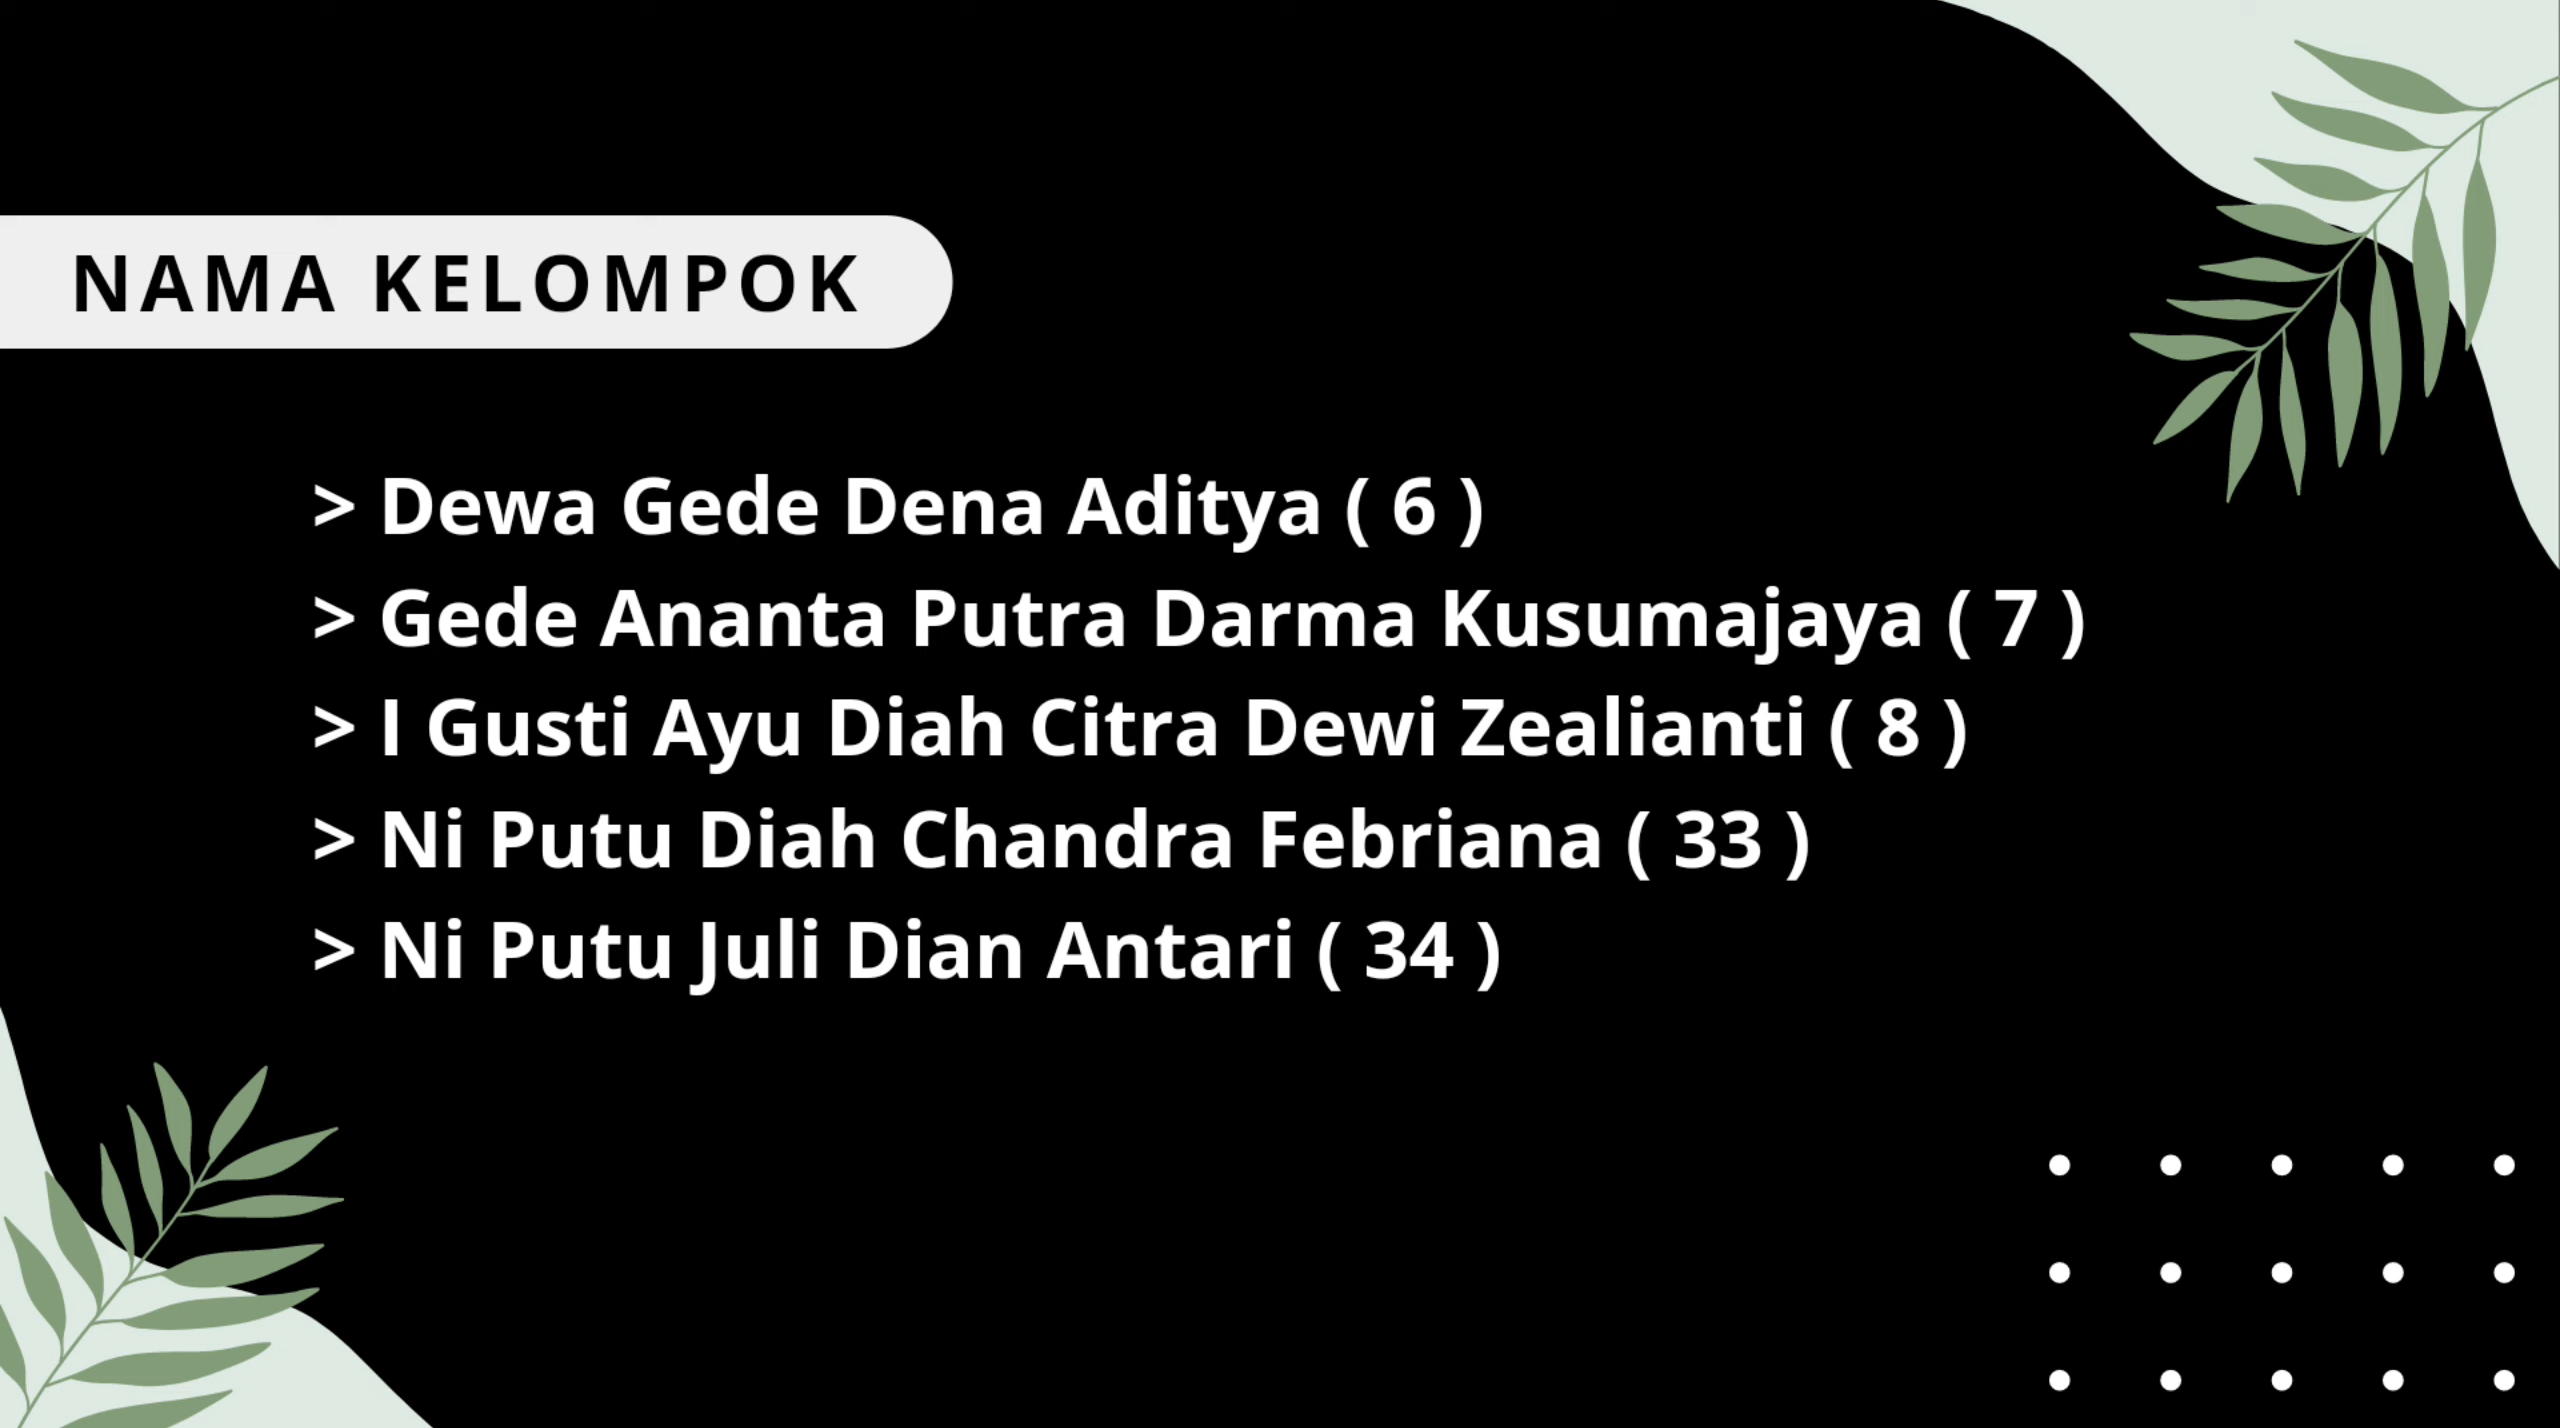 NAMA KELOMPOK
> Dewa Gede Dena Aditya ( 6 )
> Gede Ananta Putra Darma Kusumajaya ( 7 )
> I Gusti Ayu Diah Citra Dewi Zealianti ( 8 )
> Ni Putu Diah Chandra Febriana ( 33 )
> Ni Putu Juli Dian Antari ( 34 )